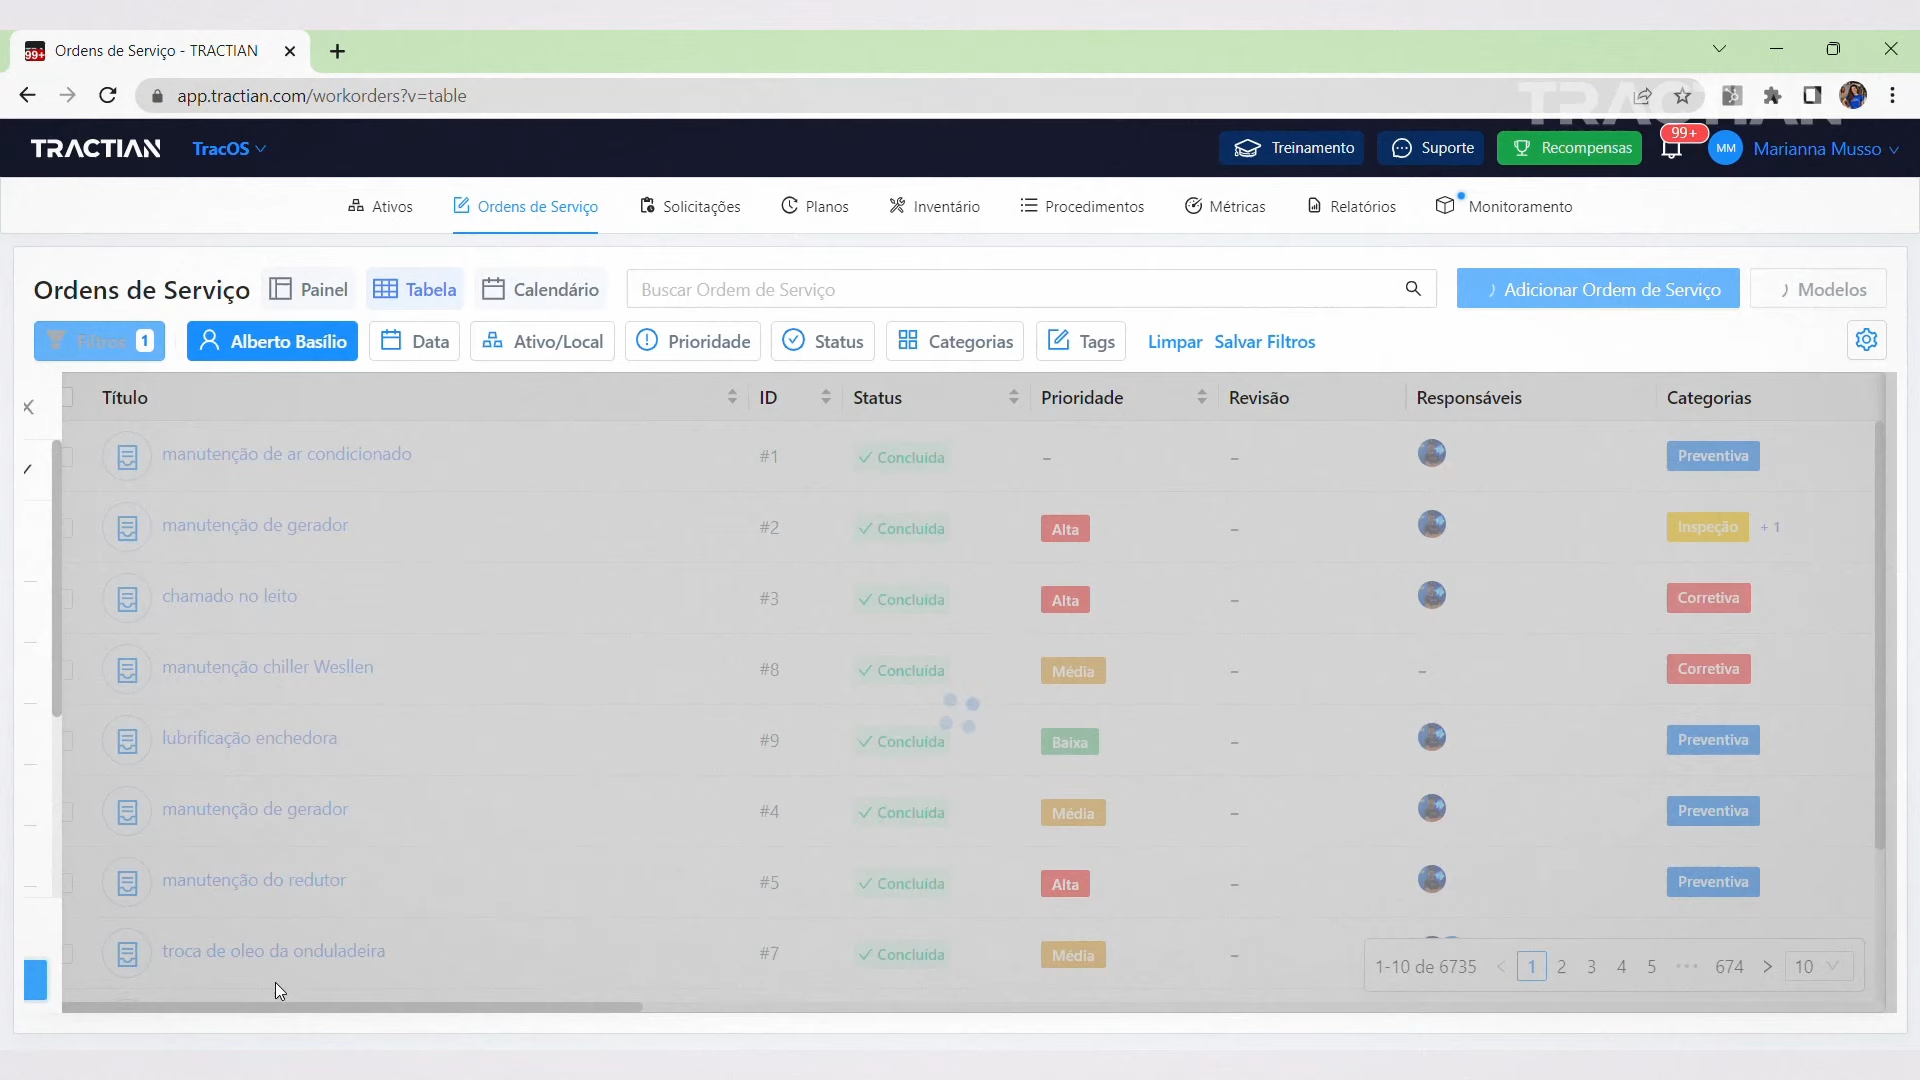 99+ Ordens de Serviço - TRACTIAN
app.tractian.com/workorders?v=table
TRACTIAN
TRACTIAN TracOS Treinamento Suporte Recompensas 99+ MM Marianna Musso
Ativos Ordens de Serviço Solicitações Planos Inventário Procedimentos Métricas Relatórios Monitoramento
Ordens de Serviço Painel Tabela Calendário Buscar Ordem de Serviço Adicionar Ordem de Serviço Modelos
Filtros 1 Alberto Basílio Data Ativo/Local Prioridade Status Categorias Tags Limpar Salvar Filtros
Título ID Status Prioridade Revisão Responsáveis Categorias
manutenção de ar condicionado #1 Concluída - - Preventiva
manutenção de gerador #2 Concluída Alta - Inspeção + 1
chamado no leito #3 Concluída Alta - Corretiva
manutenção chiller Wesllen #8 Concluída Média - - Corretiva
lubrificação enchedora #9 Concluída Baixa - Preventiva
manutenção de gerador #4 Concluída Média - Preventiva
manutenção do redutor #5 Concluída Alta - Preventiva
troca de oleo da onduladeira #7 Concluída Média -
1-10 de 6735 < 1 2 3 4 5 ••• 674 > 10